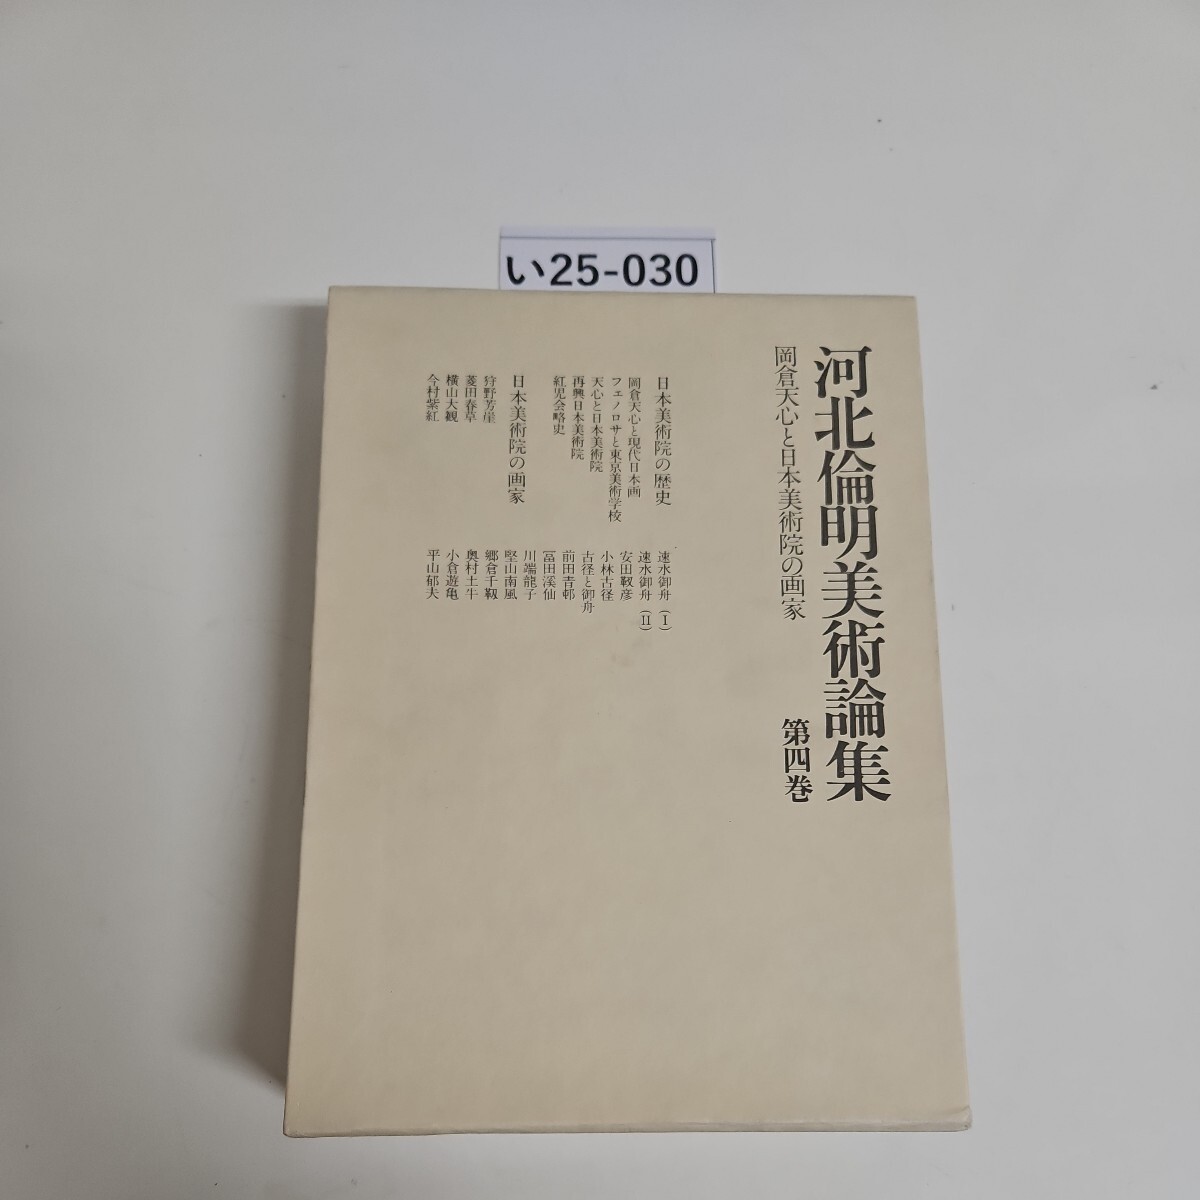 い25-030
河北倫明美術論集
第四巻
岡倉天心と日本美術院の画家
日本美術院の歴史
岡倉天心と現代日本画
フェノロサと東京美術学校
天心と日本美術院
再興日本美術院
紅児会略史
日本美術院の画家
狩野芳崖
菱田春草
横山大観
今村紫紅
速水御舟(I)
速水御舟(II)
安田靫彦
小林古径
古径と御舟
前田青邨
冨田溪仙
川端龍子
堅山南風
郷倉千靱
奥村土牛
小倉遊亀
平山郁夫